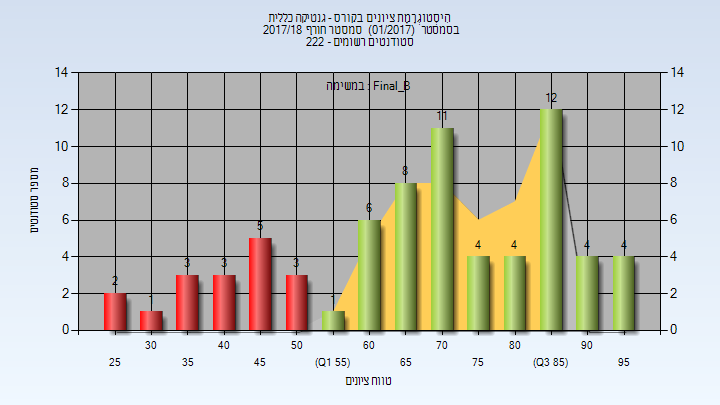 היסטוגרמת ציונים בקורס - גנטיקה כללית
בסמסטר (01/2017) סמסטר חורף 2017/18
סטודנטים רשומים - 222
במשימה : Final_B
מספר סטודנטים
14 14
12 12
10 10
8 8
6 6
4 4
2 2
0 0
2 1 3 3 5 3 1 6 8 11 4 4 12 4 4
30 40 50 60 70 80 90
25 35 45 (Q1 55) 65 75 (Q3 85) 95
טווח ציונים